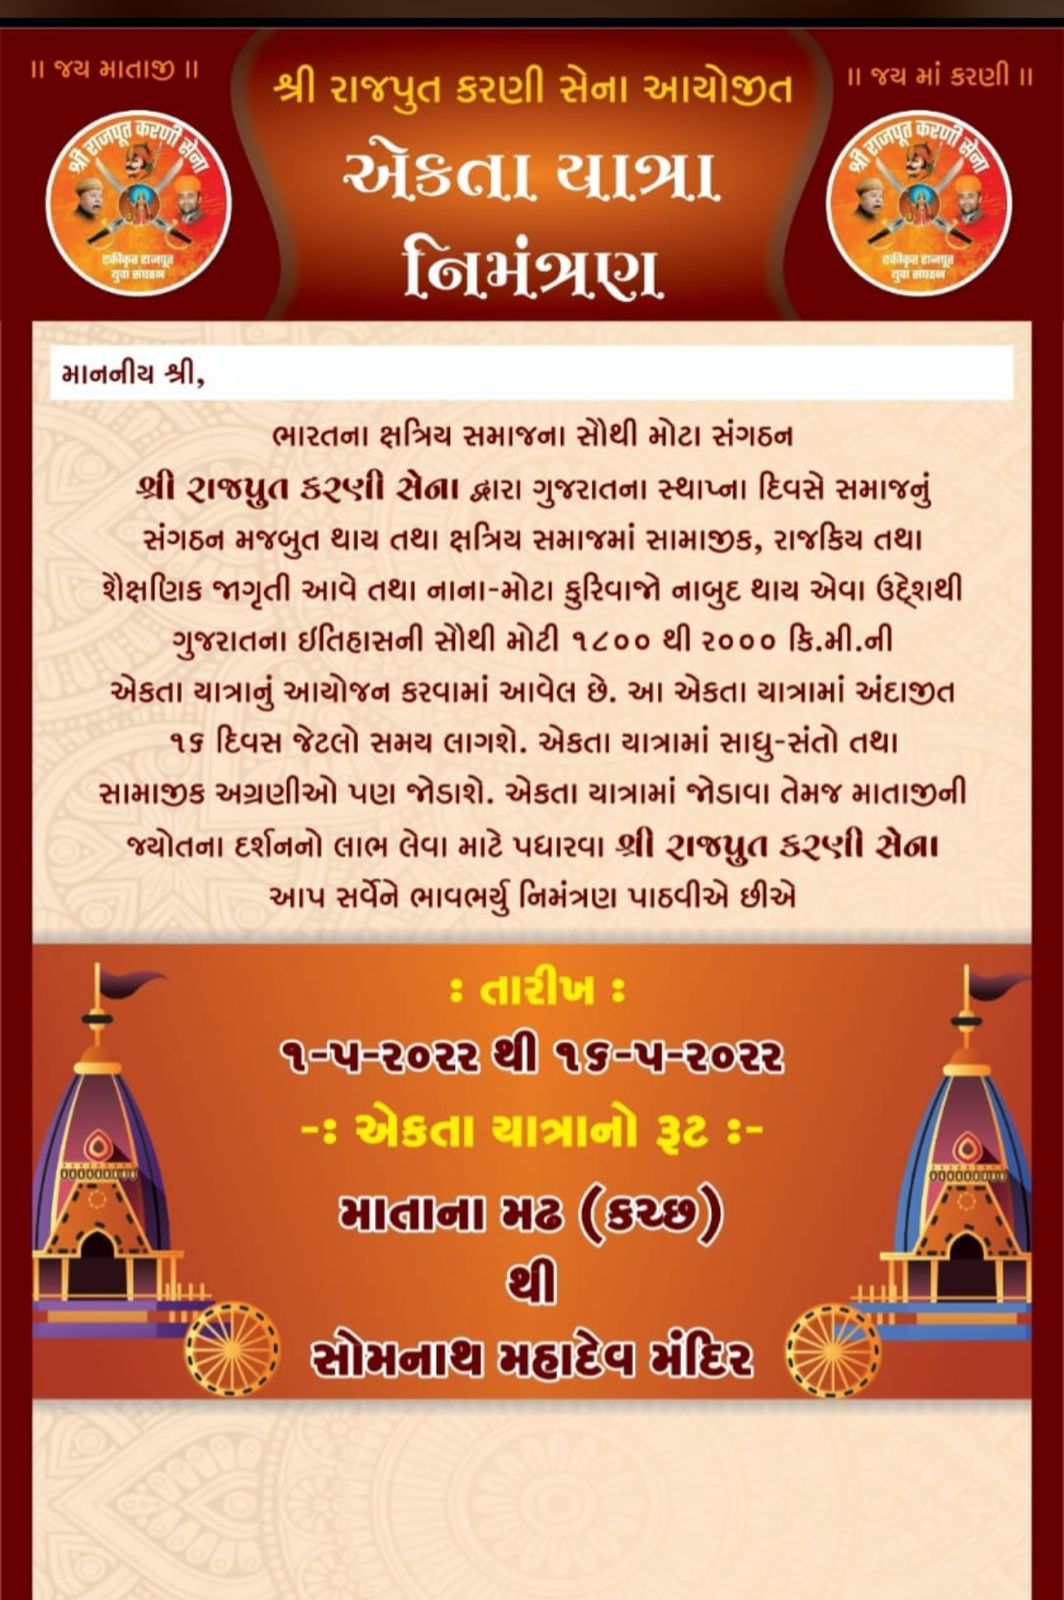 ॥ જય માતાજી ॥
॥ જય માં કરણી ॥
શ્રી રાજપુત કરણી સેના આયોજીત
એકતા યાત્રા
નિમંત્રણ
श्री राजपूत करणी सेना
एकीकृत राजपूत
युवा संगठन
श्री राजपूत करणी सेना
एकीकृत राजपूत
युवा संगठन
માનનીય શ્રી,
ભારતના ક્ષત્રિય સમાજના સૌથી મોટા સંગઠન
શ્રી રાજપુત કરણી સેના દ્વારા ગુજરાતના સ્થાપ્ના દિવસે સમાજનું
સંગઠન મજબુત થાય તથા ક્ષત્રિય સમાજમાં સામાજીક, રાજકિય તથા
શૈક્ષણિક જાગૃતી આવે તથા નાના-મોટા કુરિવાજો નાબુદ થાય એવા ઉદ્દેશથી
ગુજરાતના ઈતિહાસની સૌથી મોટી ૧૮૦૦ થી ૨૦૦૦ કિ.મી.ની
એકતા યાત્રાનું આયોજન કરવામાં આવેલ છે. આ એકતા યાત્રામાં અંદાજીત
૧૬ દિવસ જેટલો સમય લાગશે. એકતા યાત્રામાં સાધુ-સંતો તથા
સામાજીક અગ્રણીઓ પણ જોડાશે. એકતા યાત્રામાં જોડાવા તેમજ માતાજીની
જયોતના દર્શનનો લાભ લેવા માટે પધારવા શ્રી રાજપુત કરણી સેના
આપ સર્વેને ભાવભર્યુ નિમંત્રણ પાઠવીએ છીએ
: તારીખ :
૧-૫-૨૦૨૨ થી ૧૬-૫-૨૦૨૨
-: એકતા યાત્રાનો રૂટ :-
માતાના મઢ (કચ્છ)
થી
સોમનાથ મહાદેવ મંદિર